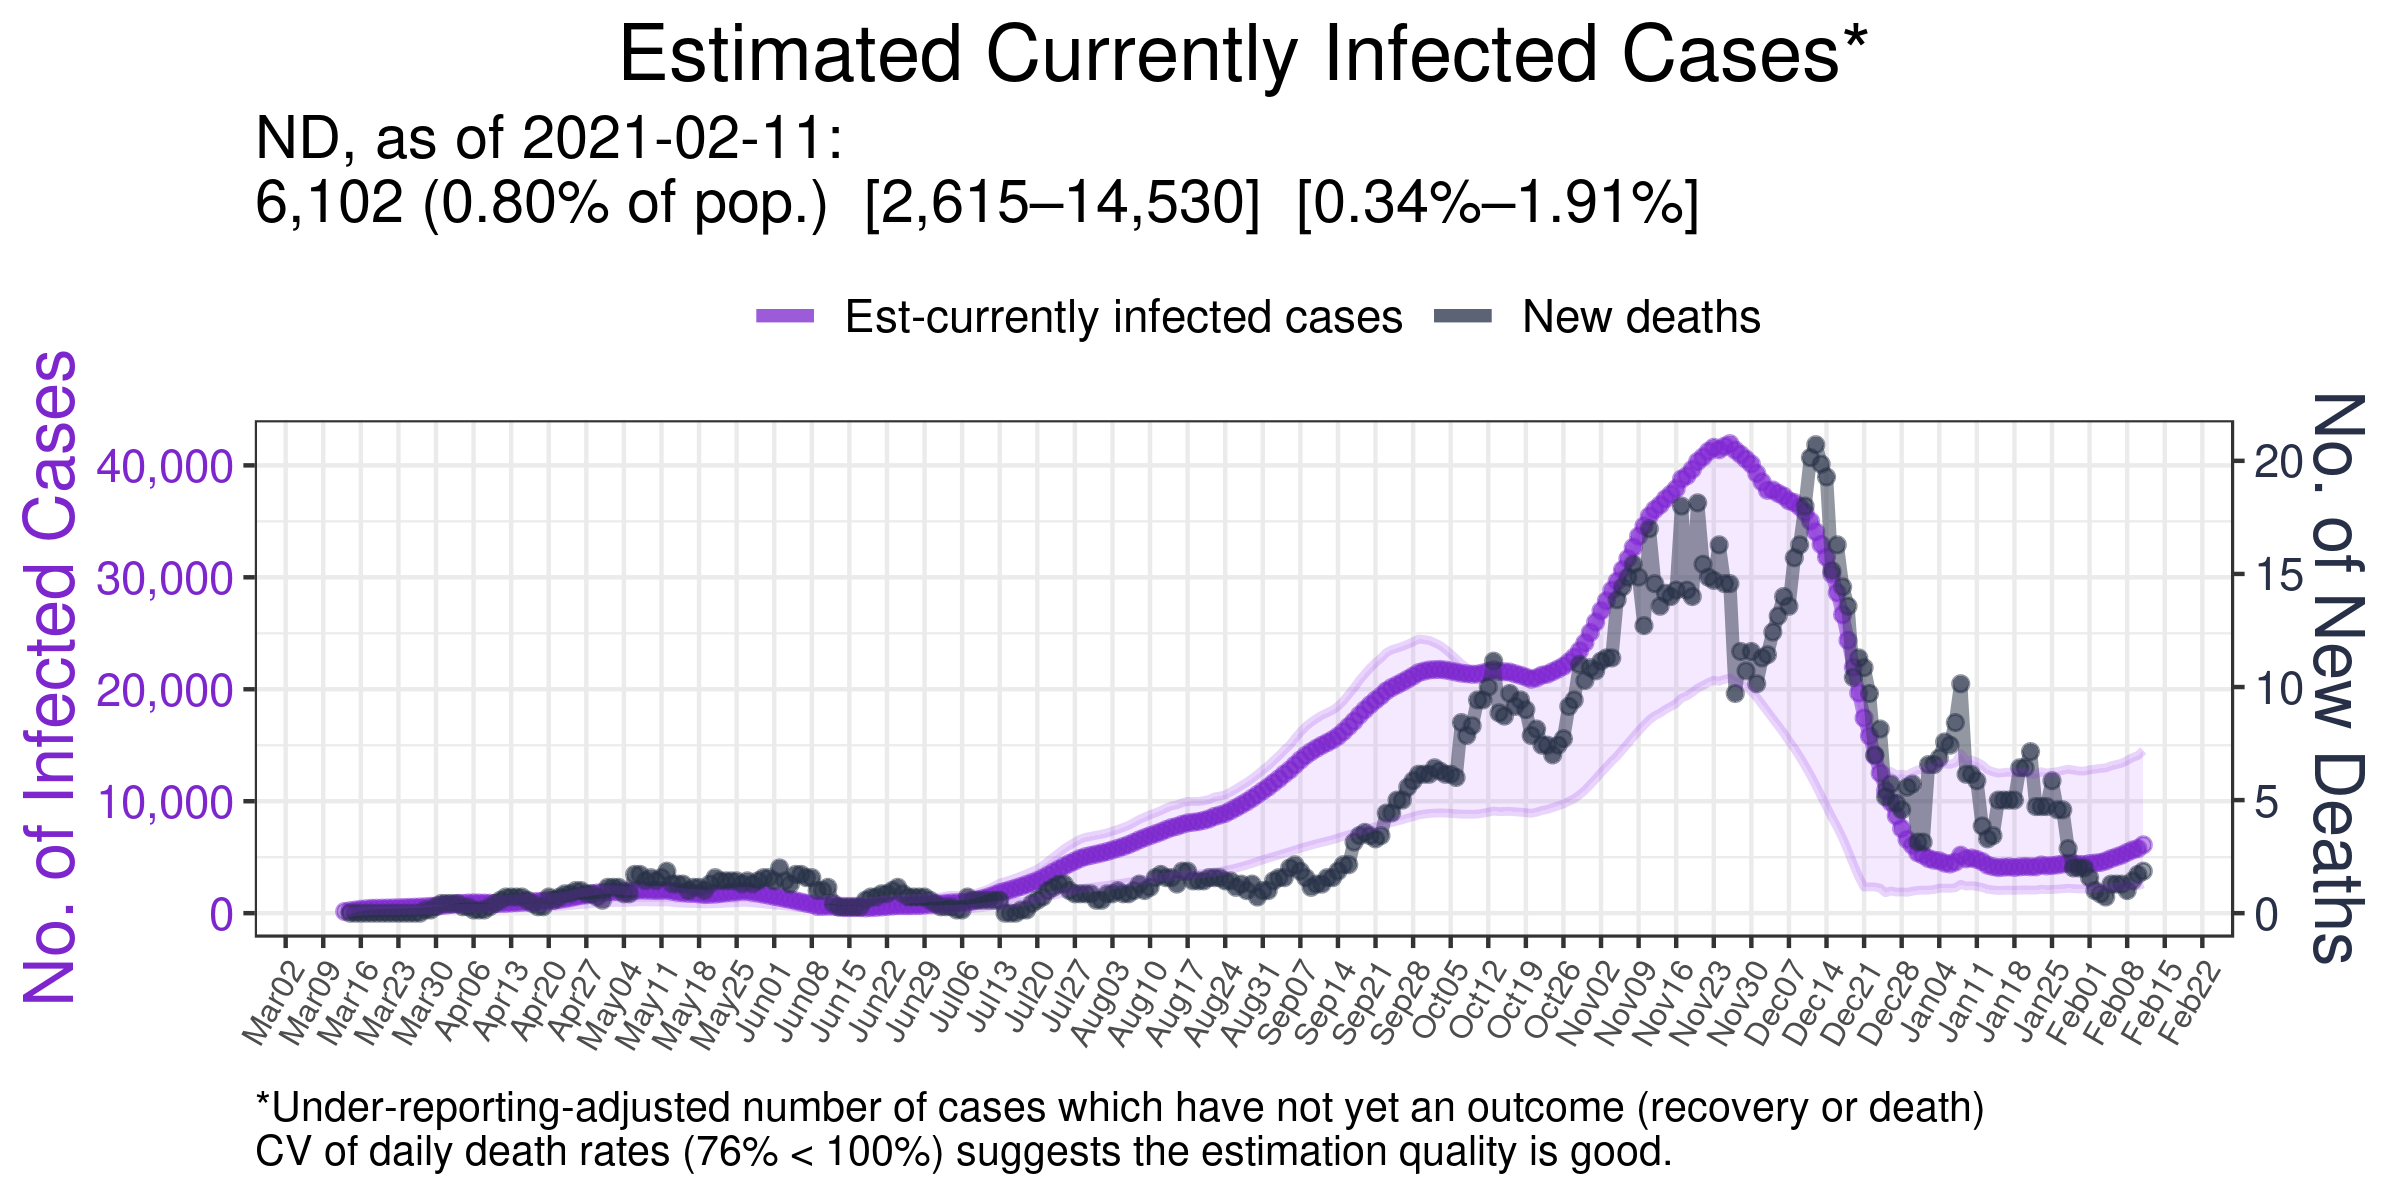 Estimated Currently Infected Cases*
ND, as of 2021-02-11:
6,102 (0.80% of pop.) [2,615–14,530] [0.34%–1.91%]
Est-currently infected cases
New deaths
No. of Infected Cases
40,000
30,000
20,000
10,000
0
20
15
10
5
0
No. of New Deaths
Mar02
Mar09
Mar16
Mar23
Mar30
Apr06
Apr13
Apr20
Apr27
May04
May11
May18
May25
Jun01
Jun08
Jun15
Jun22
Jun29
Jul06
Jul13
Jul20
Jul27
Aug03
Aug10
Aug17
Aug24
Aug31
Sep07
Sep14
Sep21
Sep28
Oct05
Oct12
Oct19
Oct26
Nov02
Nov09
Nov16
Nov23
Nov30
Dec07
Dec14
Dec21
Dec28
Jan04
Jan11
Jan18
Jan25
Feb01
Feb08
Feb15
Feb22
*Under-reporting-adjusted number of cases which have not yet an outcome (recovery or death)
CV of daily death rates (76% < 100%) suggests the estimation quality is good.